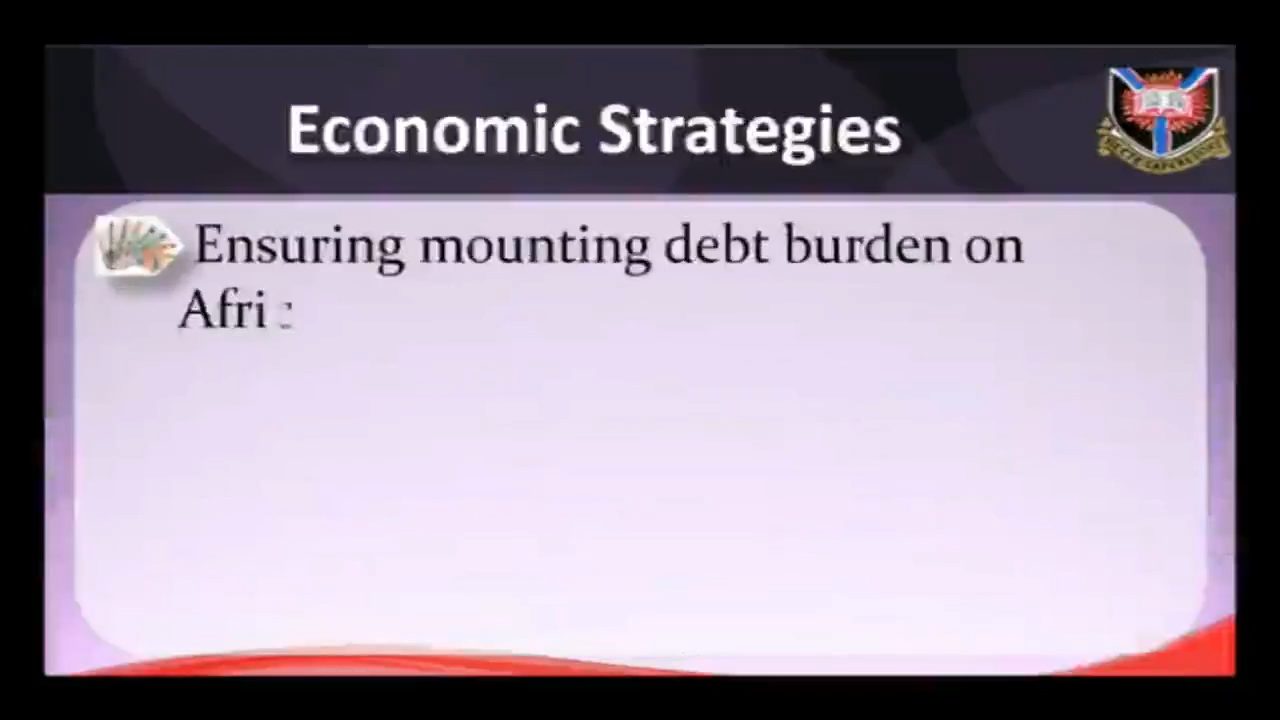 Economic Strategies
Ensuring mounting debt burden on
Afri